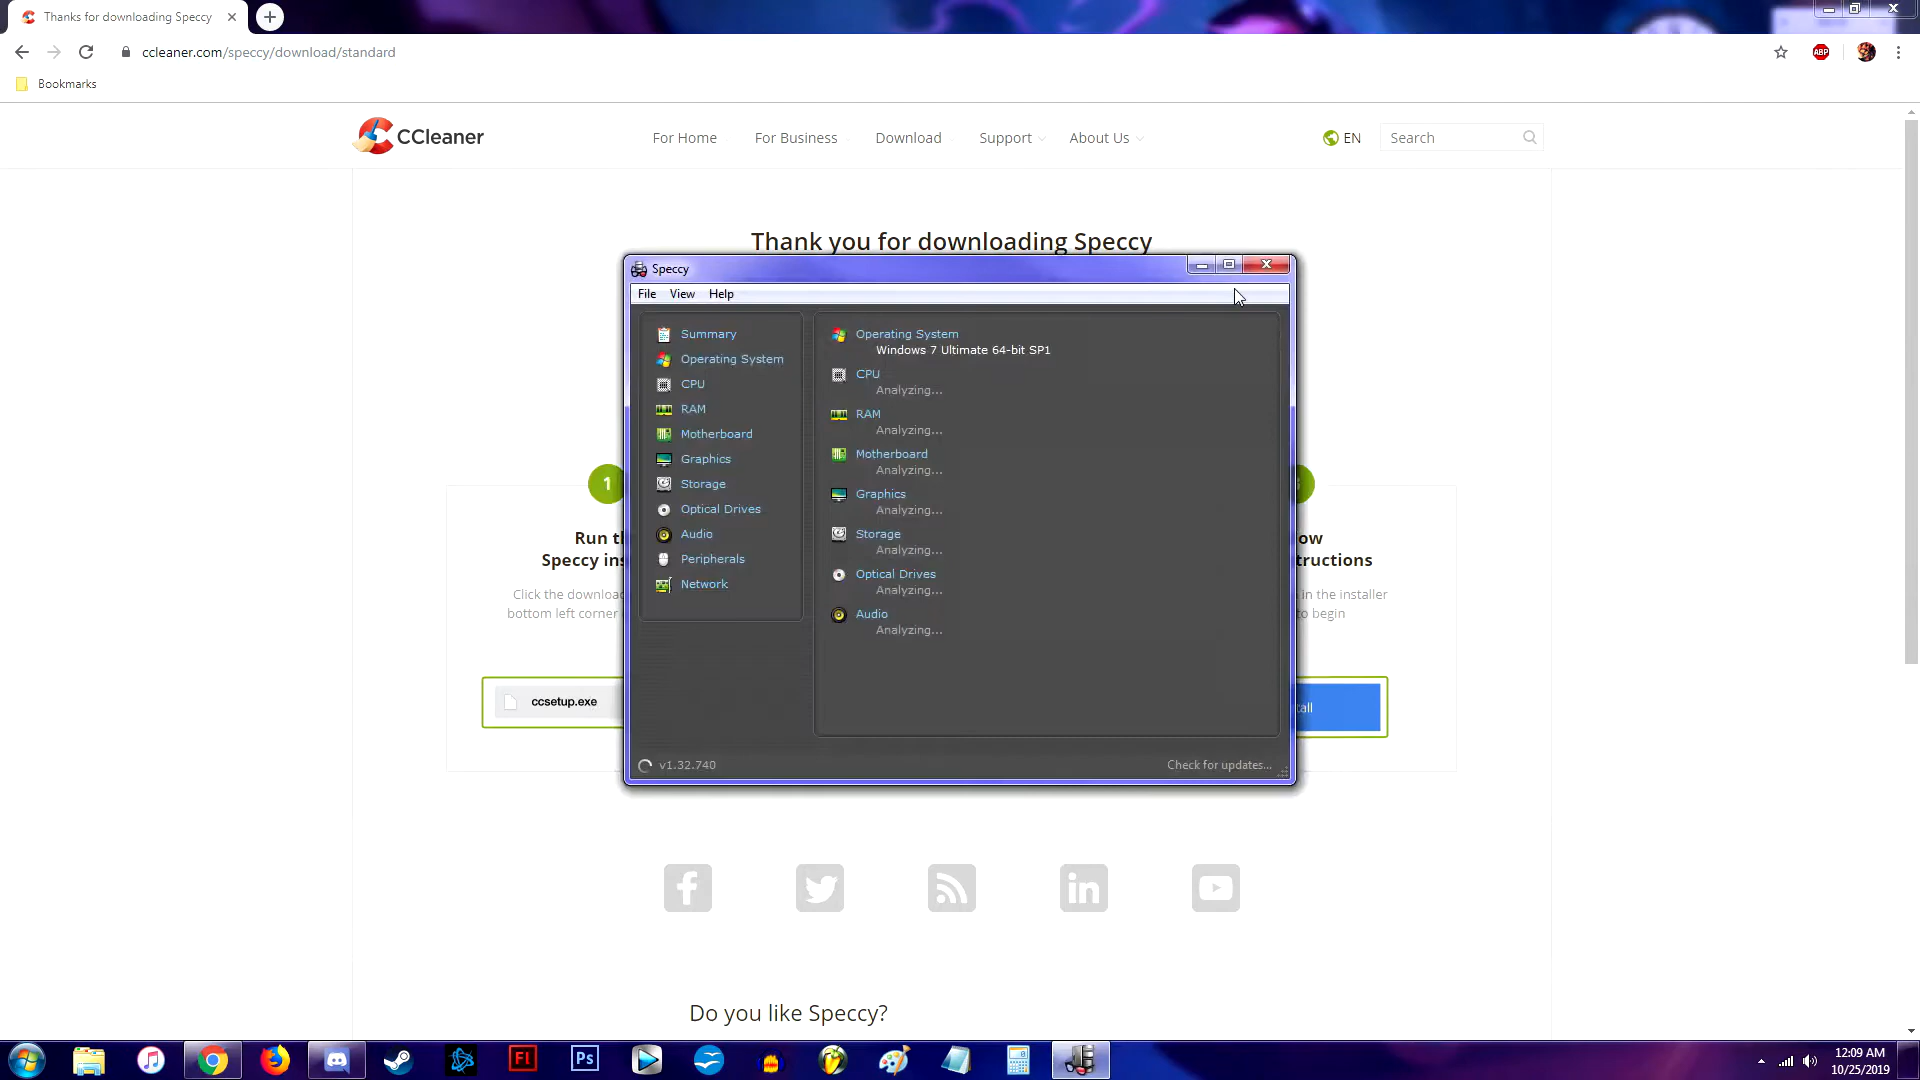 Thanks for downloading Speccy
ccleaner.com/speccy/download/standard
ABP
Bookmarks
CCleaner
For Home
For Business
Download
Support
About Us
EN
Search
Thank you for downloading Speccy
Speccy
File
View
Help
Summary
Operating System
CPU
RAM
Motherboard
Graphics
Storage
Optical Drives
Audio
Peripherals
Network
Operating System
Windows 7 Ultimate 64-bit SP1
CPU
Analyzing...
RAM
Analyzing...
Motherboard
Analyzing...
Graphics
Analyzing...
Storage
Analyzing...
Optical Drives
Analyzing...
Audio
Analyzing...
v1.32.740
Check for updates...
1
Run t
Speccy ins
Click the downloa
bottom left corner
ccsetup.exe
ow
tructions
in the installer
to begin
all
Do you like Speccy?
Fl
Ps
12:09 AM
10/25/2019